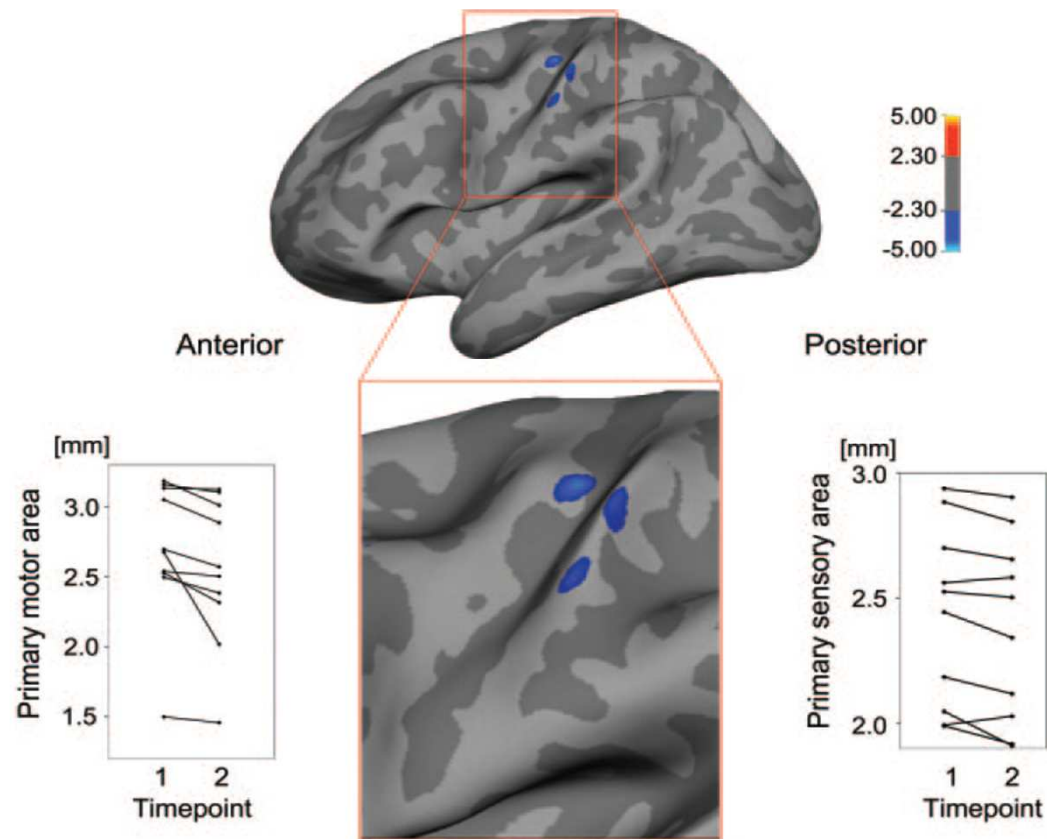 5.00
2.30
-2.30
-5.00
Anterior
Posterior
[mm]
Primary motor area
3.0
2.5
2.0
1.5
1
2
Timepoint
[mm]
Primary sensory area
3.0
2.5
2.0
1
2
Timepoint